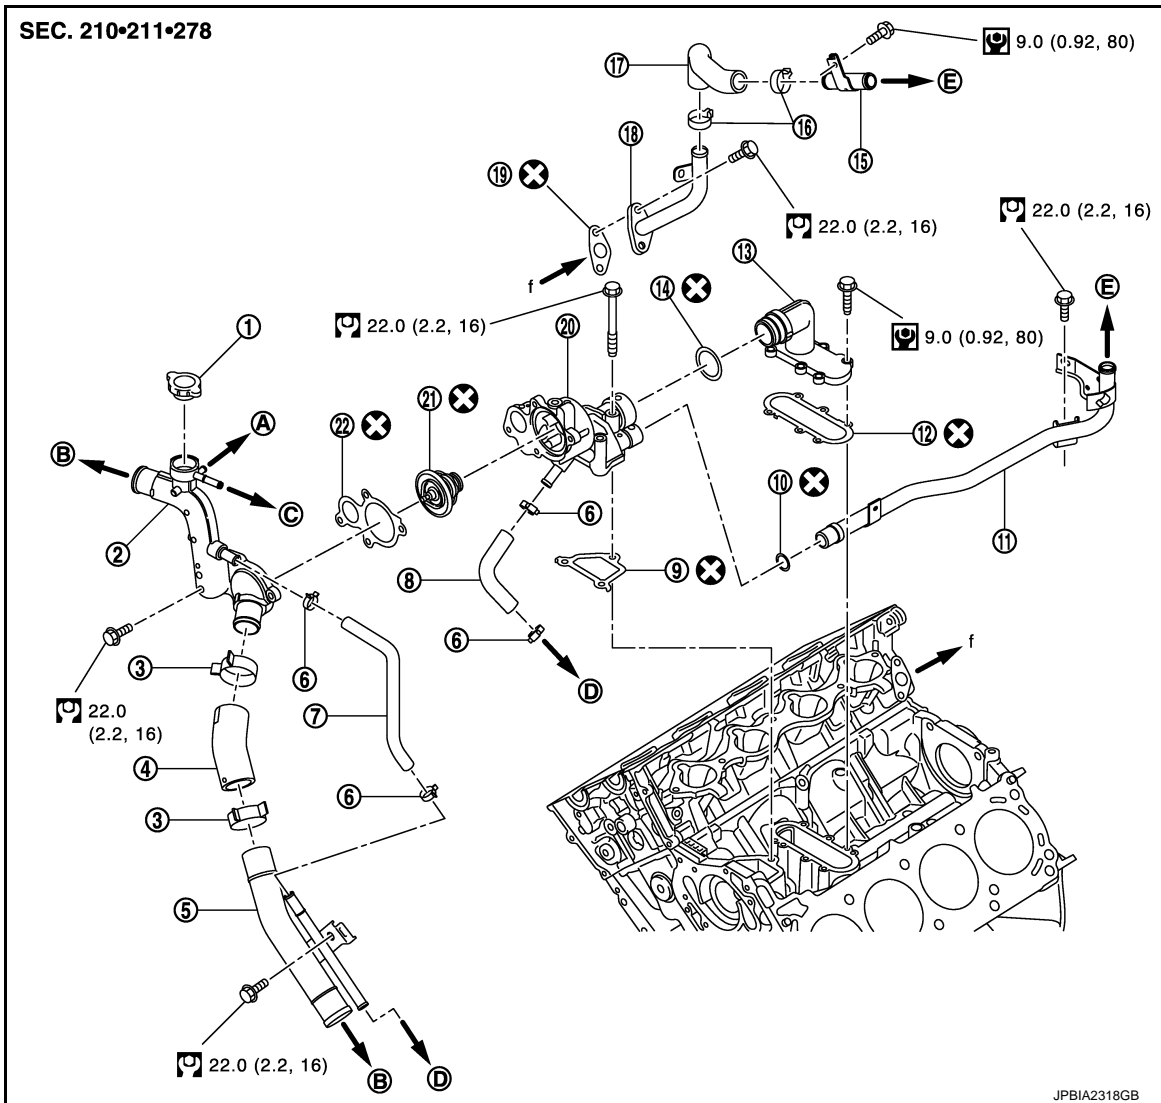 SEC. 210•211•278
9.0 (0.92, 80)
17
E
16
15
18
19
22.0 (2.2, 16)
22.0 (2.2, 16)
f
13
14
E
1
22.0 (2.2, 16)
20
9.0 (0.92, 80)
21
A
22
12
B
10
C
6
2
11
8
9
6
f
3
6
D
22.0
(2.2, 16)
7
4
6
3
5
22.0 (2.2, 16)
B
D
JPBIA2318GB